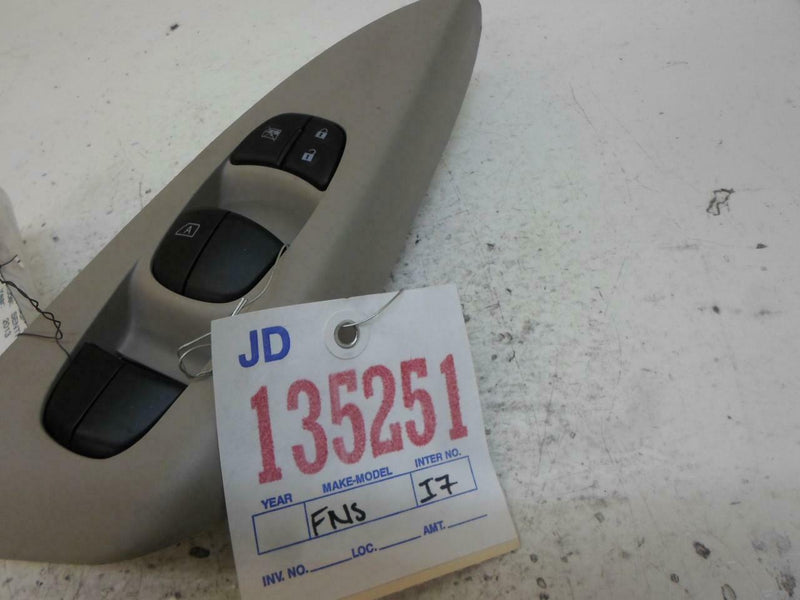 A
JD
135251
YEAR MAKE-MODEL INTER NO.
FNS I7
INV. NO. LOC. AMT.